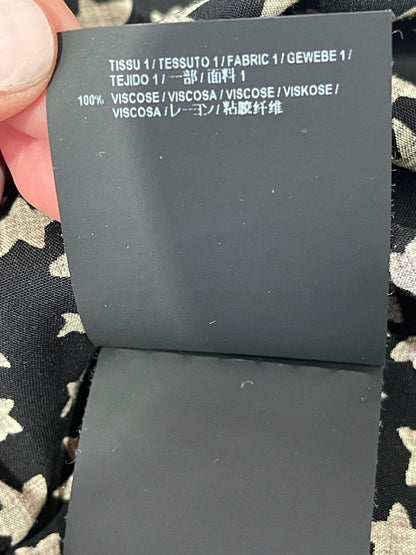 TISSU 1 / TESSUTO 1 / FABRIC 1 / GEWEBE 1 /
TEJIDO 1 / 一部 / 面料 1
100% VISCOSE / VISCOSA / VISCOSE / VISKOSE /
VISCOSA / レーヨン / 粘胶纤维